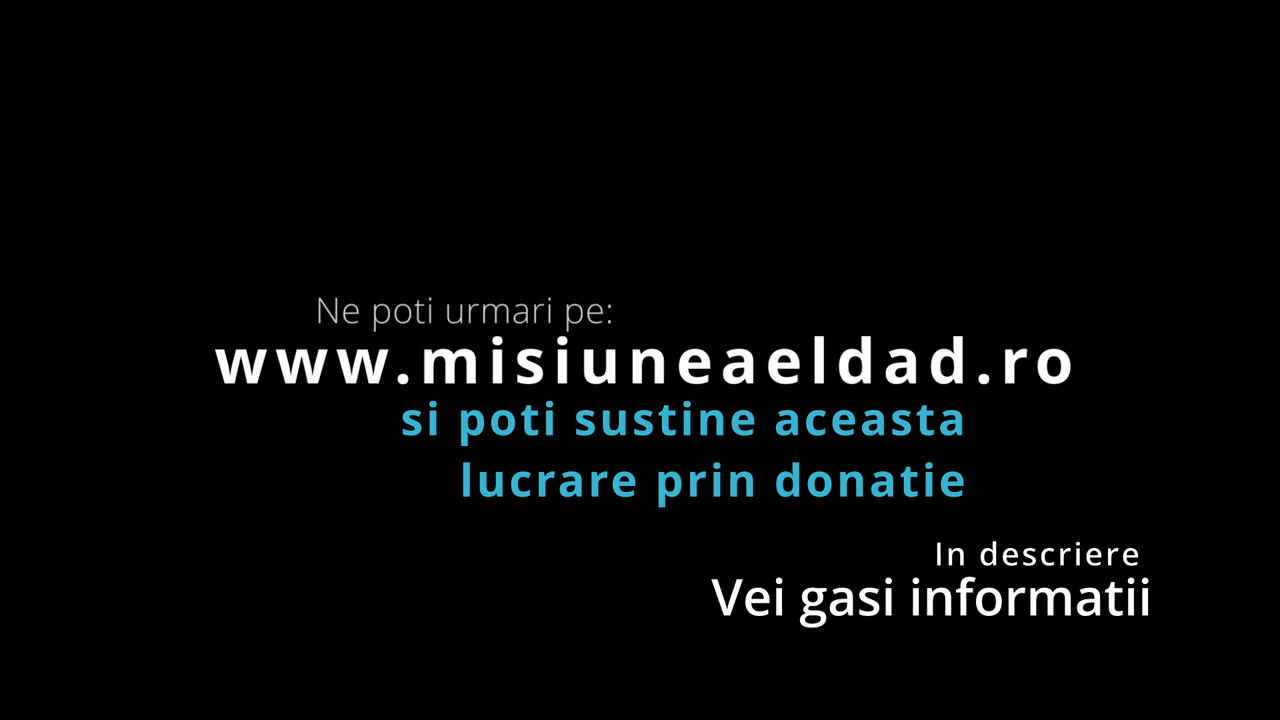 Ne poti urmari pe:
www.misiuneaeldad.ro
si poti sustine aceasta
lucrare prin donatie
In descriere
Vei gasi informatii